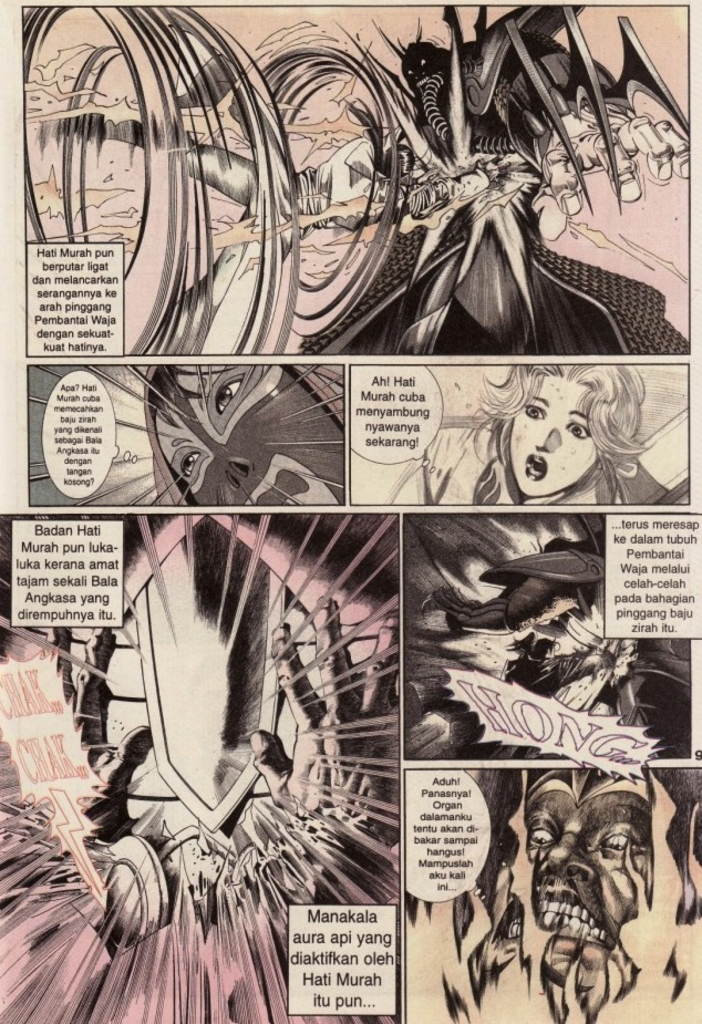 Hati Murah pun
berputar ligat
dan melancarkan
serangannya ke
arah pinggang
Pembantai Waja
dengan sekuat-
kuat hatinya.
Apa? Hati
Murah cuba
memecahkan
baju zirah
yang dikenali
sebagai Bala
Angkasa itu
dengan
tangan
kosong?
Ah! Hati
Murah cuba
menyambung
nyawanya
sekarang!
Badan Hati
Murah pun luka-
luka kerana amat
tajam sekali Bala
Angkasa yang
dirempuhnya itu.
CHAK...
CHAK...
Manakala
aura api yang
diaktifkan oleh
Hati Murah
itu pun...
...terus meresap
ke dalam tubuh
Pembantai
Waja melalui
celah-celah
pada bahagian
pinggang baju
zirah itu.
HONG...
9
Aduh!
Panasnya!
Organ
dalamanku
tentu akan di-
bakar sampai
hangus!
Mampuslah
aku kali
ini...